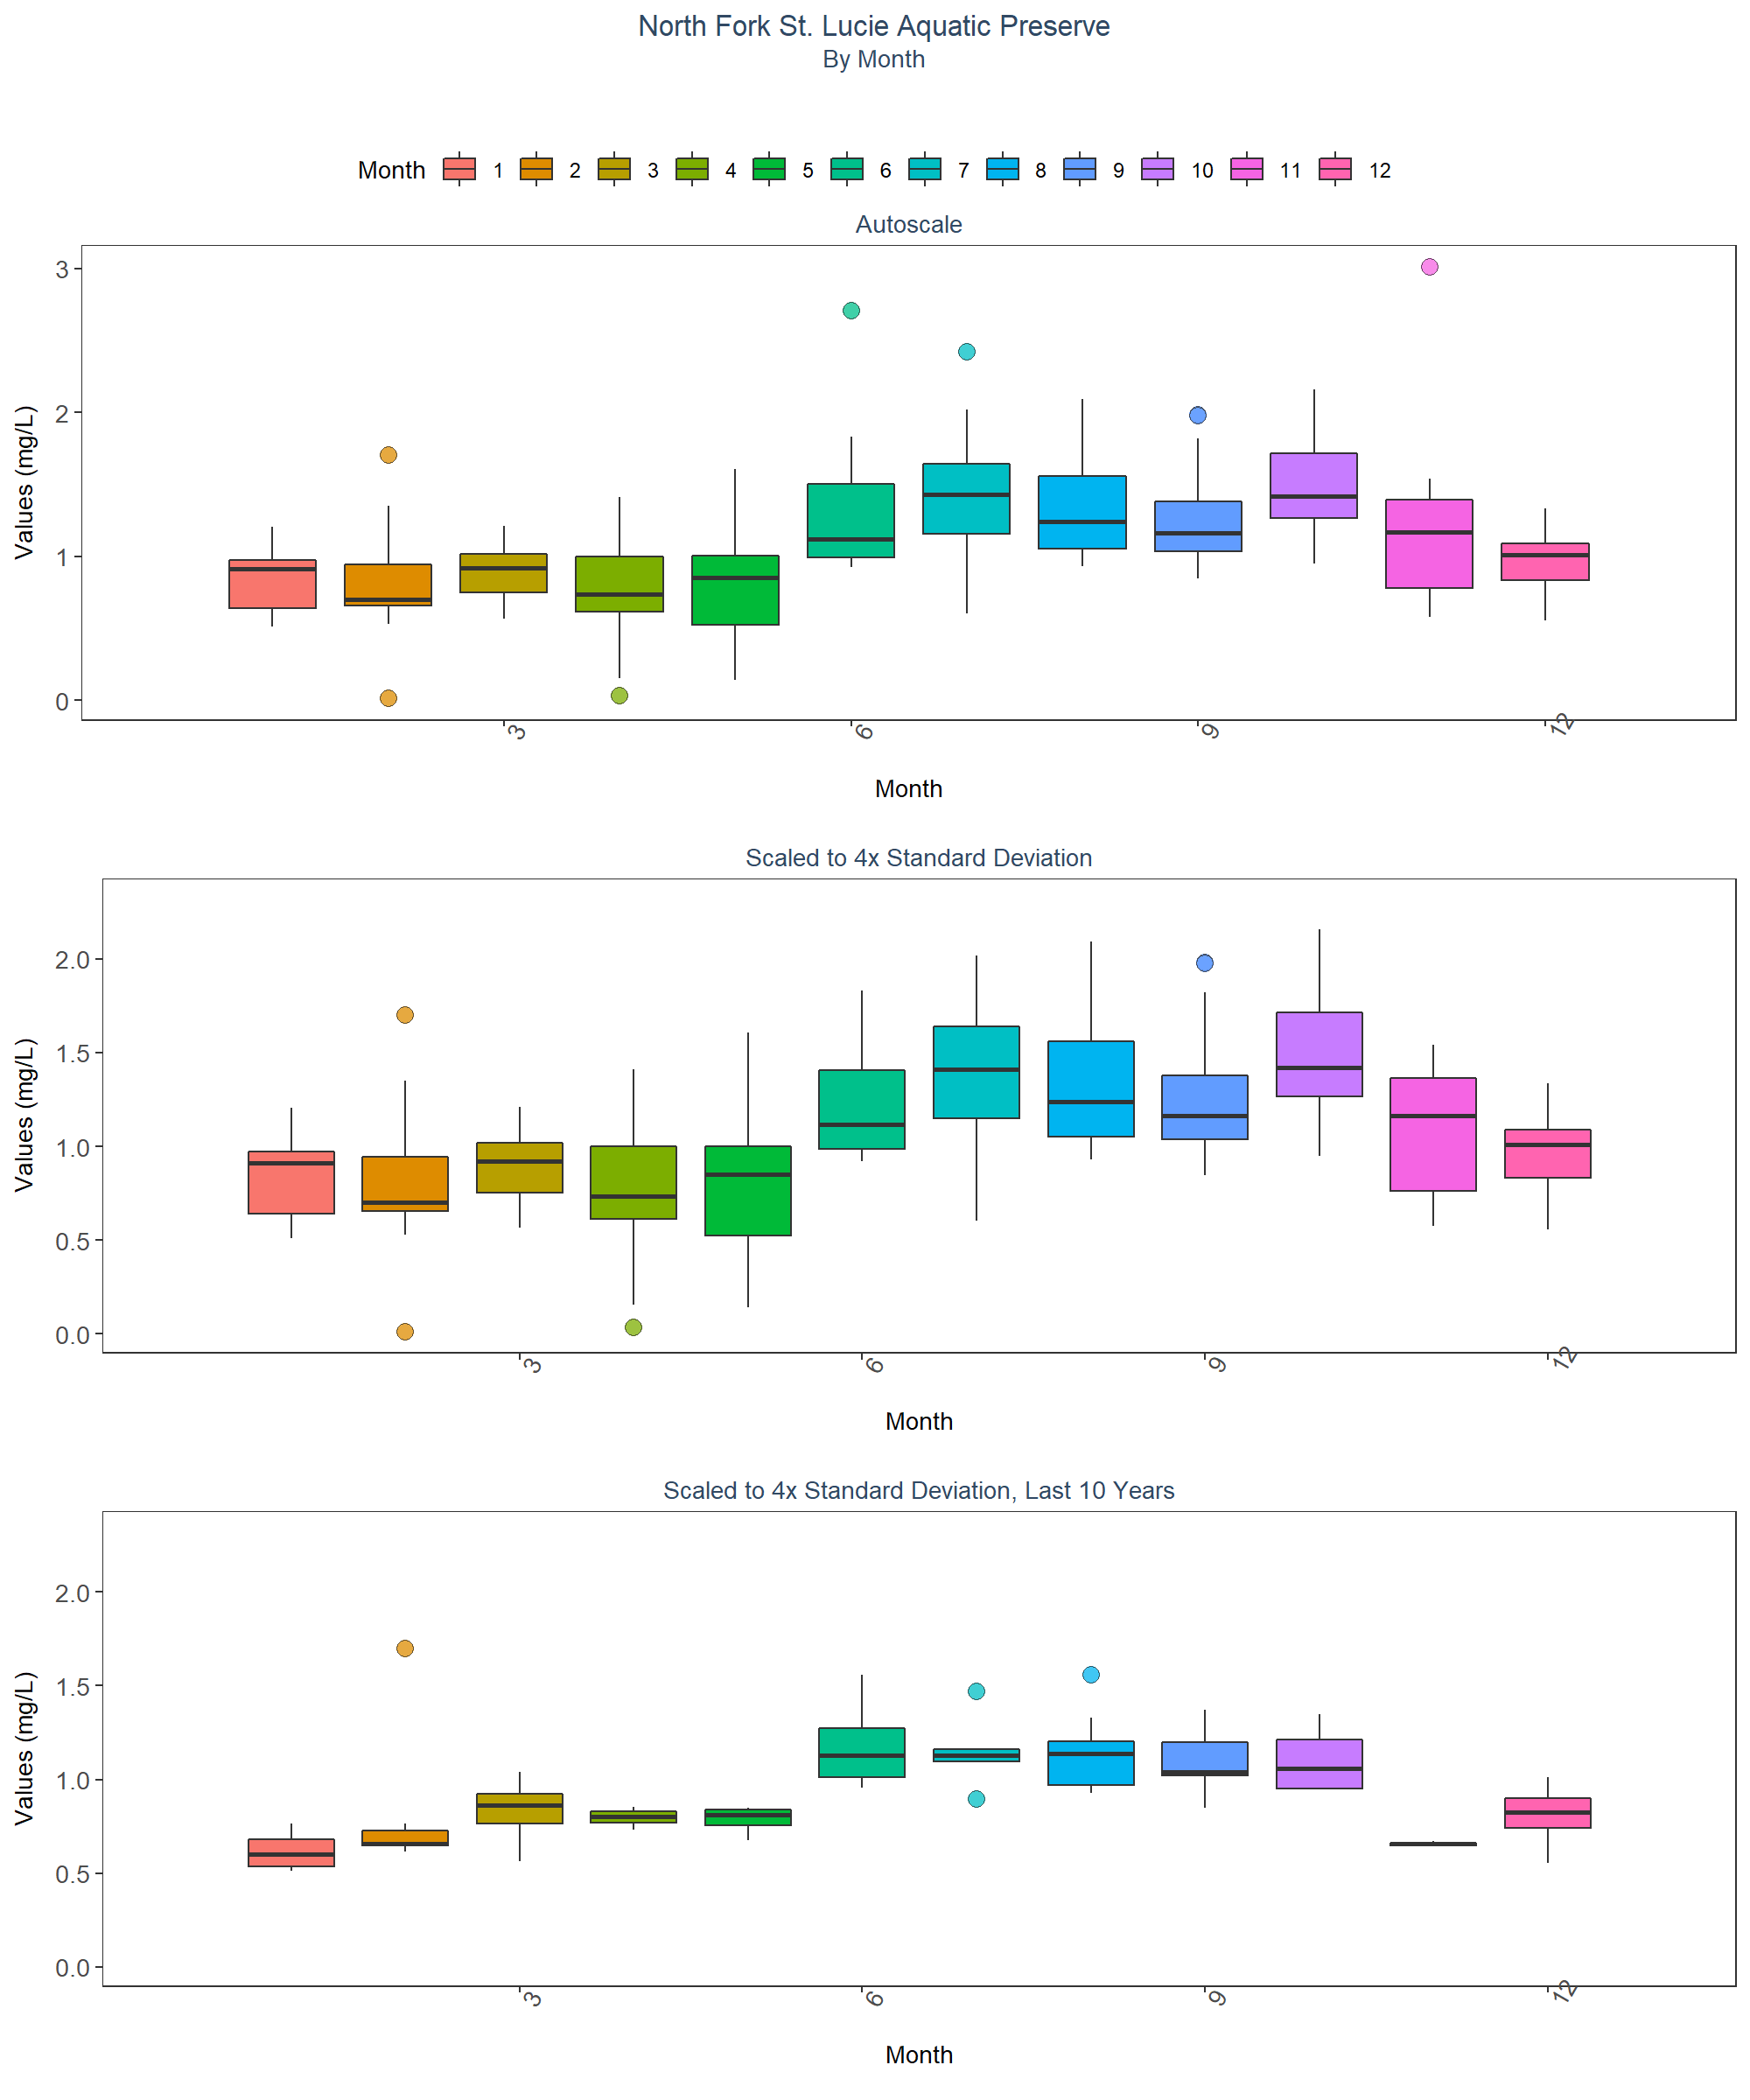 North Fork St. Lucie Aquatic Preserve
By Month
Month 1 2 3 4 5 6 7 8 9 10 11 12
Autoscale
Values (mg/L)
3
2
1
0
3 6 9 12
Month
Scaled to 4x Standard Deviation
Values (mg/L)
2.0
1.5
1.0
0.5
0.0
3 6 9 12
Month
Scaled to 4x Standard Deviation, Last 10 Years
Values (mg/L)
2.0
1.5
1.0
0.5
0.0
3 6 9 12
Month